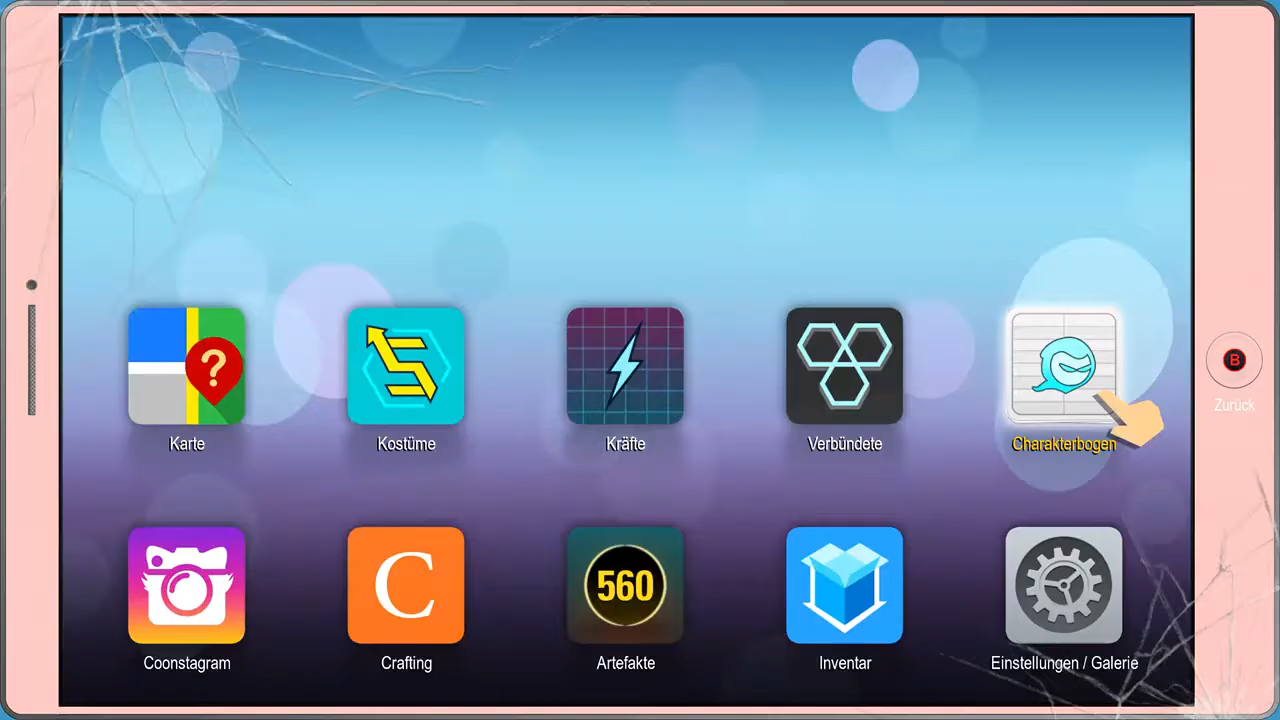 ?
Karte
Kostüme
Kräfte
Verbündete
Charakterbogen
B
Zurück
Coonstagram
C
Crafting
560
Artefakte
Inventar
Einstellungen / Galerie